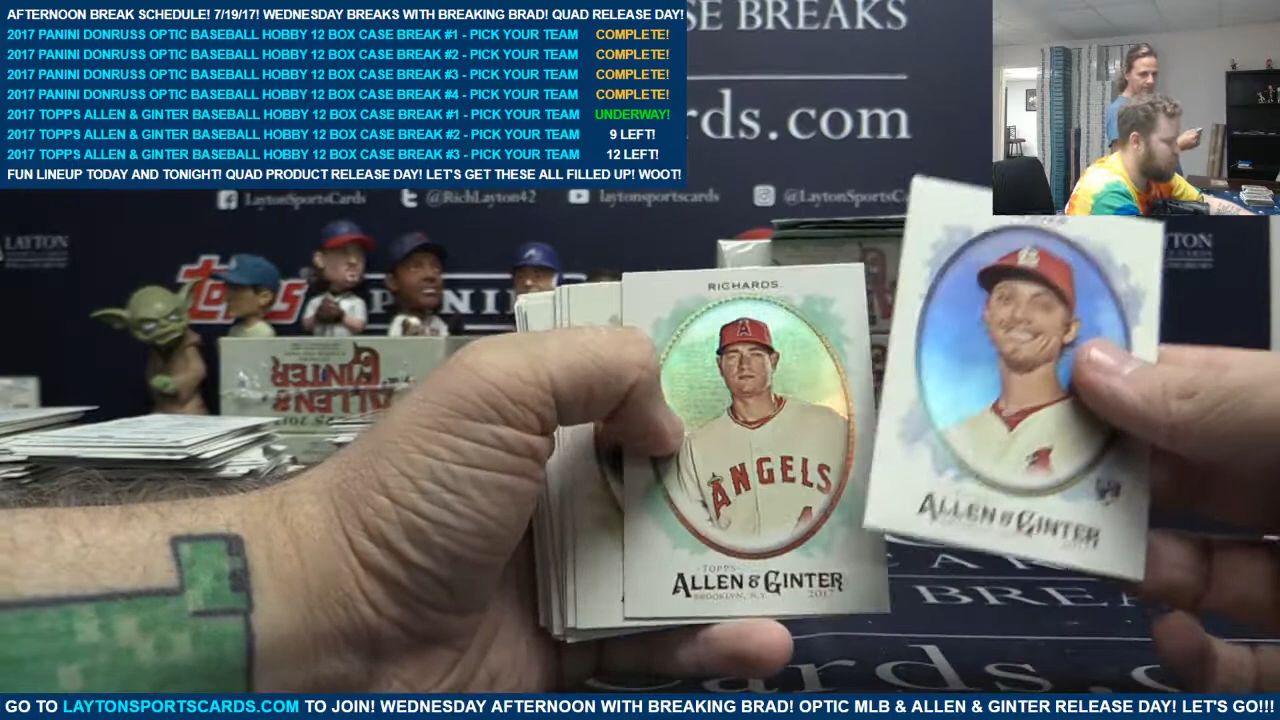 AFTERNOON BREAK SCHEDULE! 7/19/17! WEDNESDAY BREAKS WITH BREAKING BRAD! QUAD RELEASE DAY!
2017 PANINI DONRUSS OPTIC BASEBALL HOBBY 12 BOX CASE BREAK #1 - PICK YOUR TEAM COMPLETE!
2017 PANINI DONRUSS OPTIC BASEBALL HOBBY 12 BOX CASE BREAK #2 - PICK YOUR TEAM COMPLETE!
2017 PANINI DONRUSS OPTIC BASEBALL HOBBY 12 BOX CASE BREAK #3 - PICK YOUR TEAM COMPLETE!
2017 PANINI DONRUSS OPTIC BASEBALL HOBBY 12 BOX CASE BREAK #4 - PICK YOUR TEAM COMPLETE!
2017 TOPPS ALLEN & GINTER BASEBALL HOBBY 12 BOX CASE BREAK #1 - PICK YOUR TEAM UNDERWAY!
2017 TOPPS ALLEN & GINTER BASEBALL HOBBY 12 BOX CASE BREAK #2 - PICK YOUR TEAM 9 LEFT!
2017 TOPPS ALLEN & GINTER BASEBALL HOBBY 12 BOX CASE BREAK #3 - PICK YOUR TEAM 12 LEFT!
FUN LINEUP TODAY AND TONIGHT! QUAD PRODUCT RELEASE DAY! LET'S GET THESE ALL FILLED UP! WOOT!
SE BREAKS
rds.com
LaytonSportsCards @RichLayton42 laytonsportscards @LaytonSports
LAYTON
topps PANINI
LAYTON
RICHARDS
ANGELS
TOPPS
ALLEN & GINTER
BROOKLYN, N.Y. 2017
ALLEN & GINTER
ALLEN &
GINTER
BRE
ds.c
GO TO LAYTONSPORTSCARDS.COM TO JOIN! WEDNESDAY AFTERNOON WITH BREAKING BRAD! OPTIC MLB & ALLEN & GINTER RELEASE DAY! LET'S GO!!!